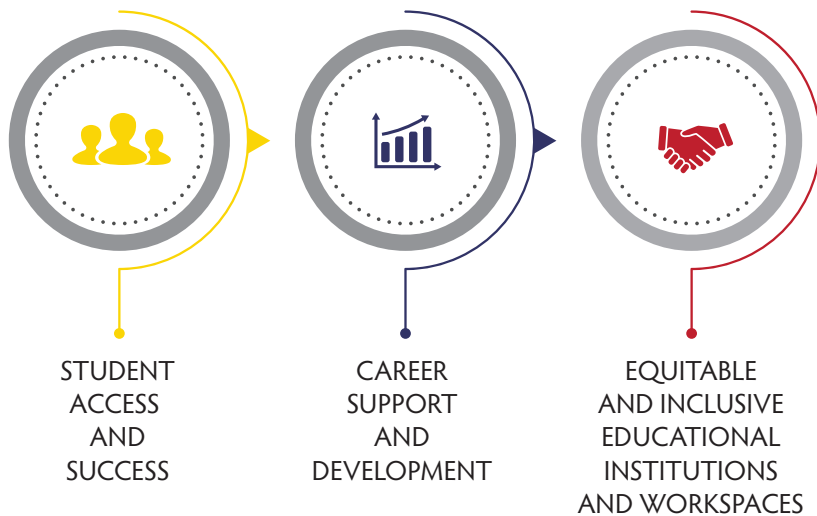 STUDENT
ACCESS
AND
SUCCESS
CAREER
SUPPORT
AND
DEVELOPMENT
EQUITABLE
AND INCLUSIVE
EDUCATIONAL
INSTITUTIONS
AND WORKSPACES